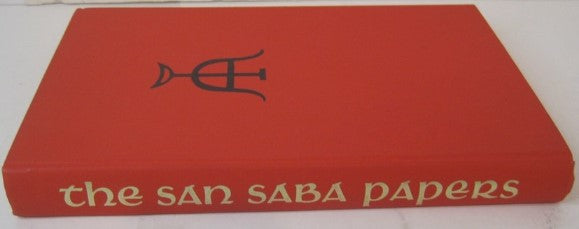 the san saba papers